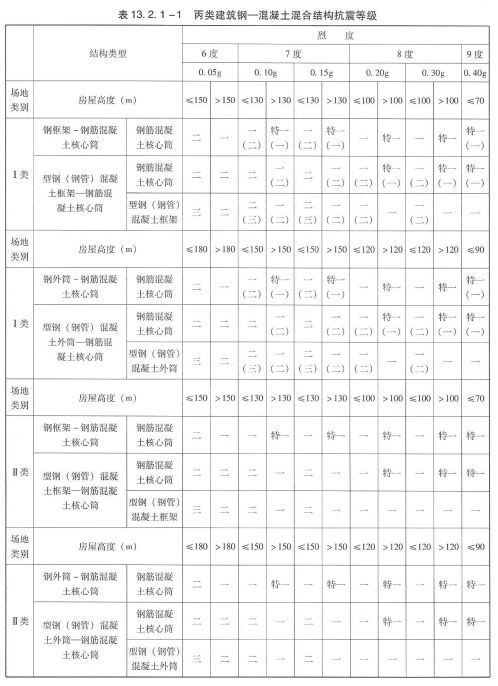 表 13.2.1-1 丙类建筑钢—混凝土混合结构抗震等级
结构类型 烈 度
6 度 7 度 8 度 9 度
0.05g 0.10g 0.15g 0.20g 0.30g 0.40g
场地类别 房屋高度（m） ≤150 >150 ≤130 >130 ≤130 >130 ≤100 >100 ≤100 >100 ≤70
Ⅰ类 钢框架-钢筋混凝土核心筒 钢筋混凝土核心筒 二 一 一（二） 特一（一） 一（二） 特一（一） 一 特一 一 特一 特一（一）
型钢（钢管）混凝土框架—钢筋混凝土核心筒 钢筋混凝土核心筒 二 二 二 一（二） 二 一（二） 一（二） 特一（一） 一（二） 特一（一） 特一（一）
型钢（钢管）混凝土框架 三 二 二（三） 一（二） 二（三） 一（二） 一（二） 一 一（二） 一 一
场地类别 房屋高度（m） ≤180 >180 ≤150 >150 ≤150 >150 ≤120 >120 ≤120 >120 ≤90
Ⅰ类 钢外筒-钢筋混凝土核心筒 钢筋混凝土核心筒 二 一 一（二） 特一（一） 一（二） 特一（一） 一 特一 一 特一 特一（一）
型钢（钢管）混凝土外筒—钢筋混凝土核心筒 钢筋混凝土核心筒 二 二 二 一（二） 二 一（二） 一（二） 特一（一） 一（二） 特一（一） 特一（一）
型钢（钢管）混凝土外筒 三 二 二（三） 一（二） 二（三） 一（二） 一（二） 一 一（二） 一 一
场地类别 房屋高度（m） ≤150 >150 ≤130 >130 ≤130 >130 ≤100 >100 ≤100 >100 ≤70
Ⅱ类 钢框架-钢筋混凝土核心筒 钢筋混凝土核心筒 二 一 一 特一 一 特一 一 特一 一 特一 特一
型钢（钢管）混凝土框架—钢筋混凝土核心筒 钢筋混凝土核心筒 二 二 二 一 二 一 一 特一 一 特一 特一
型钢（钢管）混凝土框架 三 二 二 一 二 一 一 一 一 一 一
场地类别 房屋高度（m） ≤180 >180 ≤150 >150 ≤150 >150 ≤120 >120 ≤120 >120 ≤90
Ⅱ类 钢外筒-钢筋混凝土核心筒 钢筋混凝土核心筒 二 一 一 特一 一 特一 一 特一 一 特一 特一
型钢（钢管）混凝土外筒—钢筋混凝土核心筒 钢筋混凝土核心筒 二 二 二 一 二 一 一 特一 一 特一 特一
型钢（钢管）混凝土外筒 三 二 二 一 二 一 一 一 一 一 一